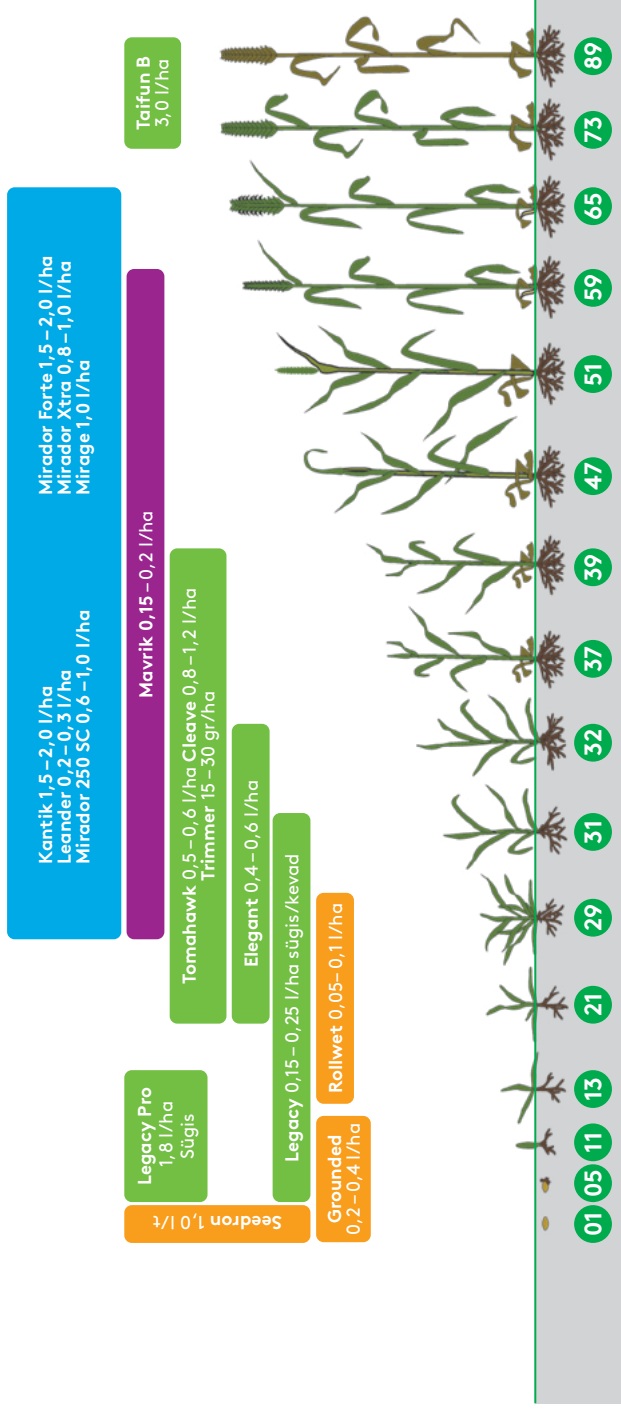 Kantik 1,5–2,0 l/ha
Leander 0,2–0,3 l/ha
Mirador 250 SC 0,6–1,0 l/ha
Mirador Forte 1,5–2,0 l/ha
Mirador Xtra 0,8–1,0 l/ha
Mirage 1,0 l/ha
Legacy Pro
1,8 l/ha
Sügis
Mavrik 0,15–0,2 l/ha
Taifun B
3,0 l/ha
Seedron 1,0 l/t
Tomahawk 0,5–0,6 l/ha Cleave 0,8–1,2 l/ha
Trimmer 15–30 gr/ha
Elegant 0,4–0,6 l/ha
Legacy 0,15–0,25 l/ha sügis/kevad
Grounded
0,2–0,4 l/ha
Rollwet 0,05–0,1 l/ha
01 05 11 13 21 29 31 32 37 39 47 51 59 65 73 89